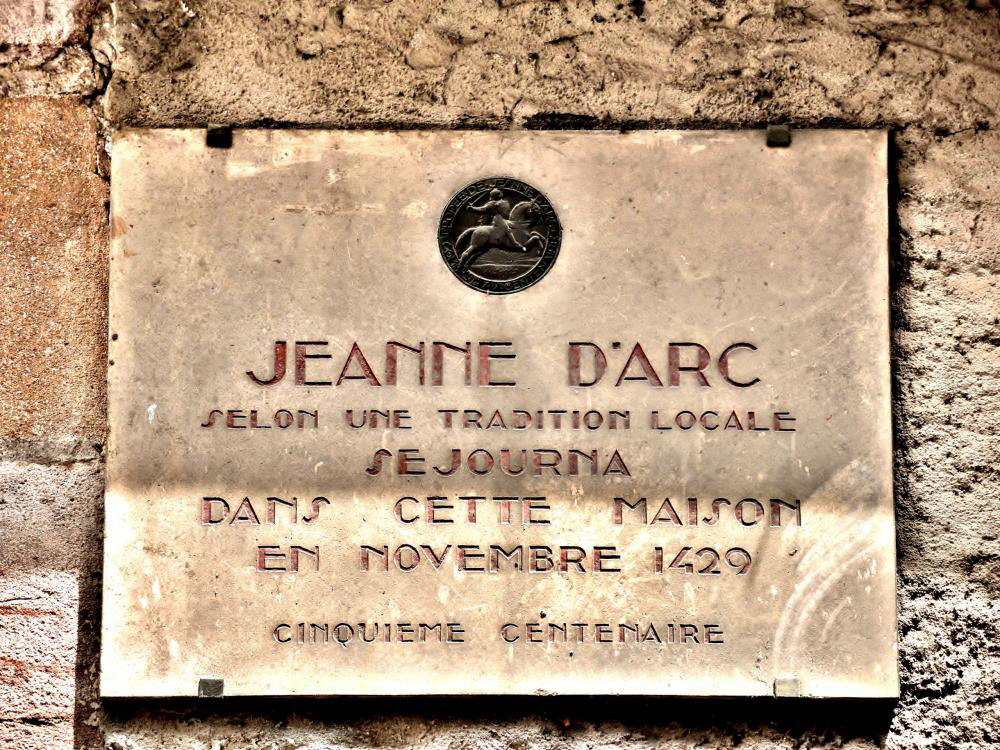 JEANNE D'ARC
SELON UNE TRADITION LOCALE
SEJOURNA
DANS CETTE MAISON
EN NOVEMBRE 1429
CINQUIEME CENTENAIRE